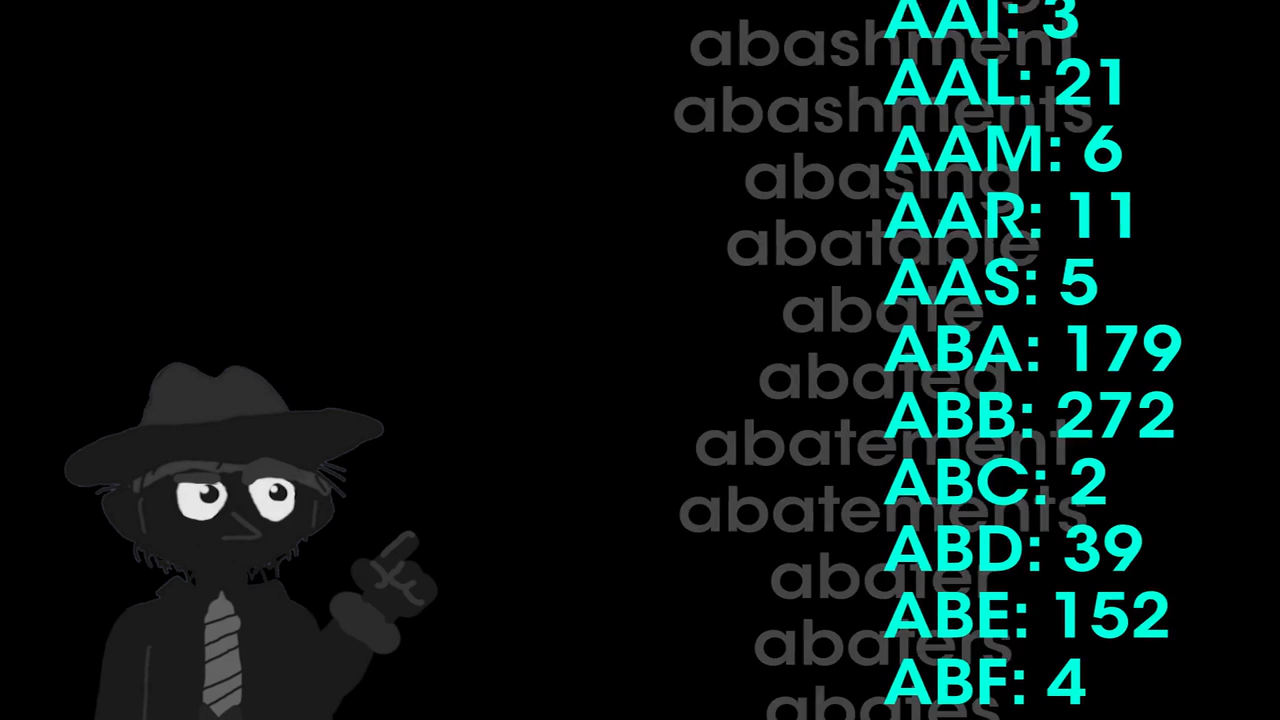 AAI: 3
abashment
AAL: 21
abashments
AAM: 6
abasing
AAR: 11
abatable
AAS: 5
abate
ABA: 179
abated
ABB: 272
abatement
ABC: 2
abatements
ABD: 39
abater
ABE: 152
abaters
ABF: 4
abates